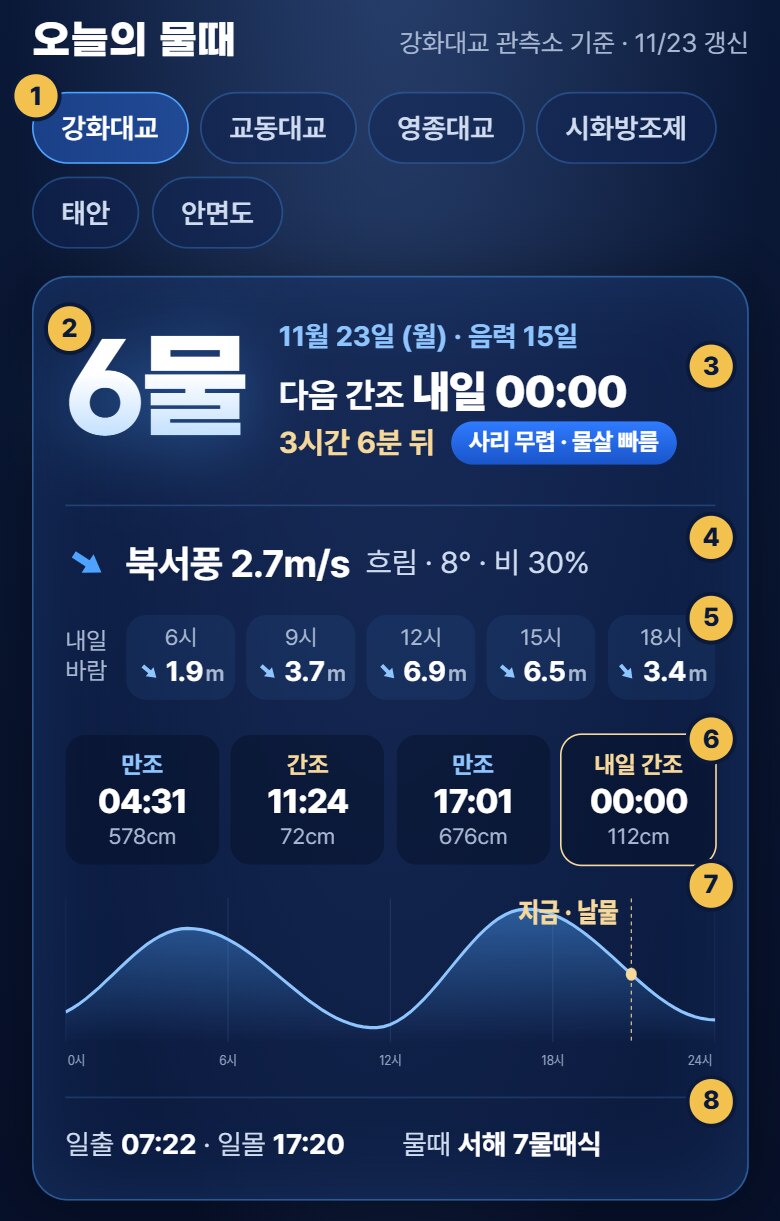 오늘의 물때
강화대교 관측소 기준 · 11/23 갱신
1
강화대교 교동대교 영종대교 시화방조제
태안 안면도
2
6물
11월 23일 (월) · 음력 15일
3
다음 간조 내일 00:00
3시간 6분 뒤 사리 무렵 · 물살 빠름
4
북서풍 2.7m/s 흐림 · 8° · 비 30%
5
내일 바람
6시 9시 12시 15시 18시
1.9m 3.7m 6.9m 6.5m 3.4m
6
만조 간조 만조 내일 간조
04:31 11:24 17:01 00:00
578cm 72cm 676cm 112cm
7
지금 · 날물
0시 6시 12시 18시 24시
8
일출 07:22 · 일몰 17:20 물때 서해 7물때식